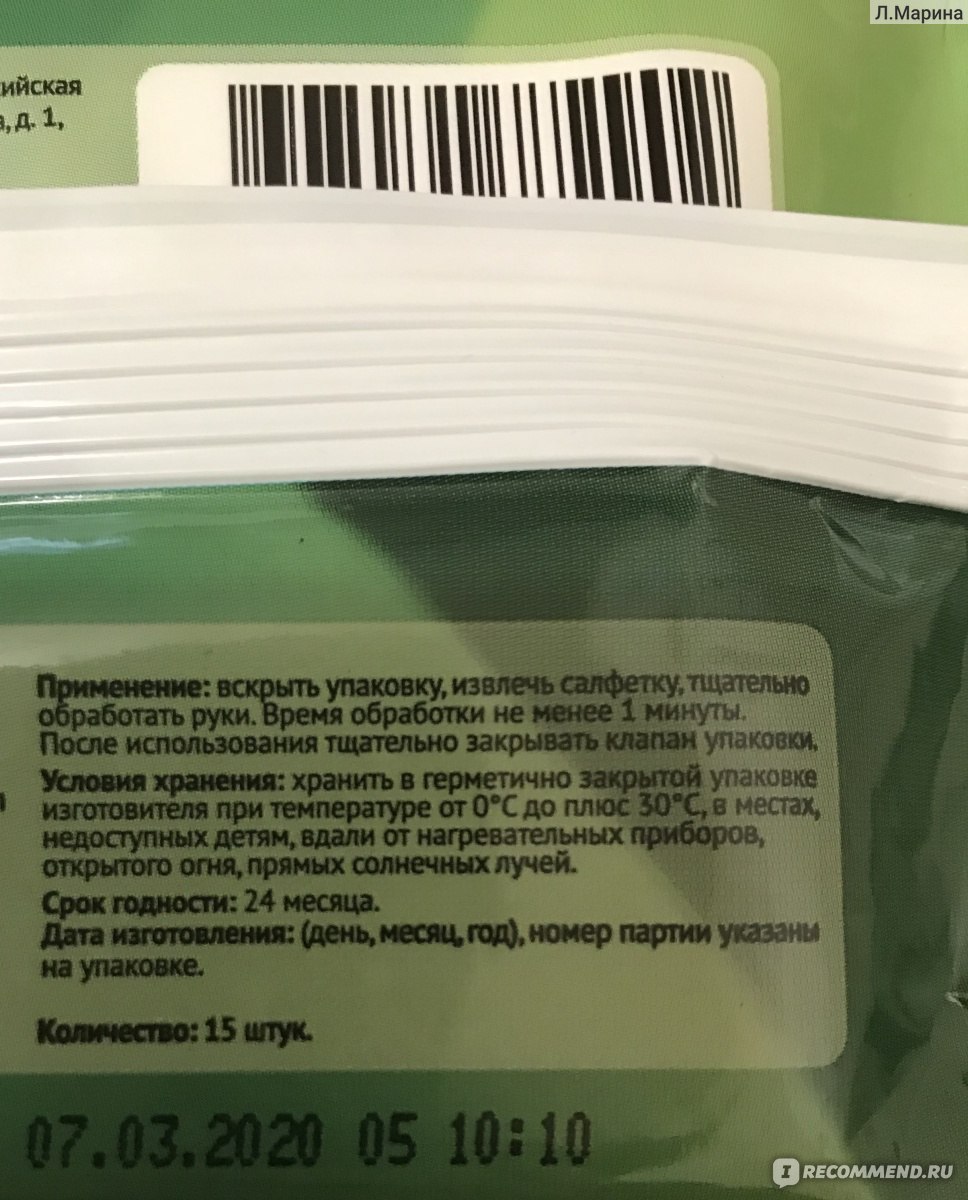 Л.Марина
ийская
д. 1,
Применение: вскрыть упаковку, извлечь салфетку, тщательно
обработать руки. Время обработки не менее 1 минуты.
После использования тщательно закрывать клапан упаковки.
Условия хранения: хранить в герметично закрытой упаковке
изготовителя при температуре от 0°С до плюс 30°С, в местах,
недоступных детям, вдали от нагревательных приборов,
открытого огня, прямых солнечных лучей.
Срок годности: 24 месяца.
Дата изготовления: (день, месяц, год), номер партии указаны
на упаковке.
Количество: 15 штук.
07.03.2020 05 10:10
IRECOMMEND.RU